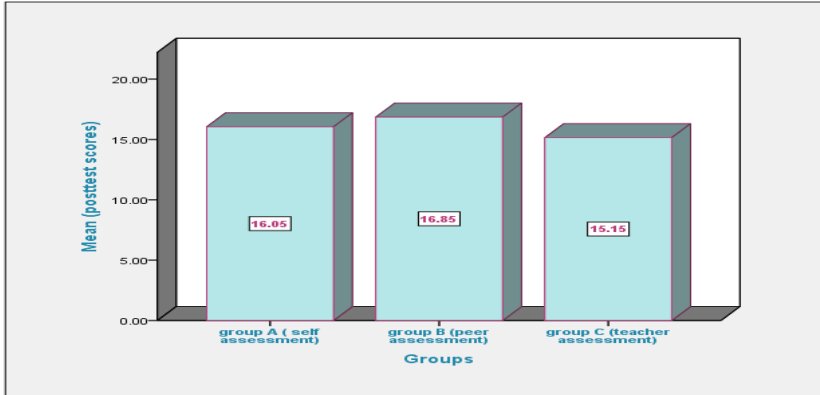 Mean (posttest scores)
20.00
15.00
10.00
5.00
0.00
16.05
16.85
15.15
group A ( self
assessment)
group B (peer
assessment)
group C (teacher
assessment)
Groups